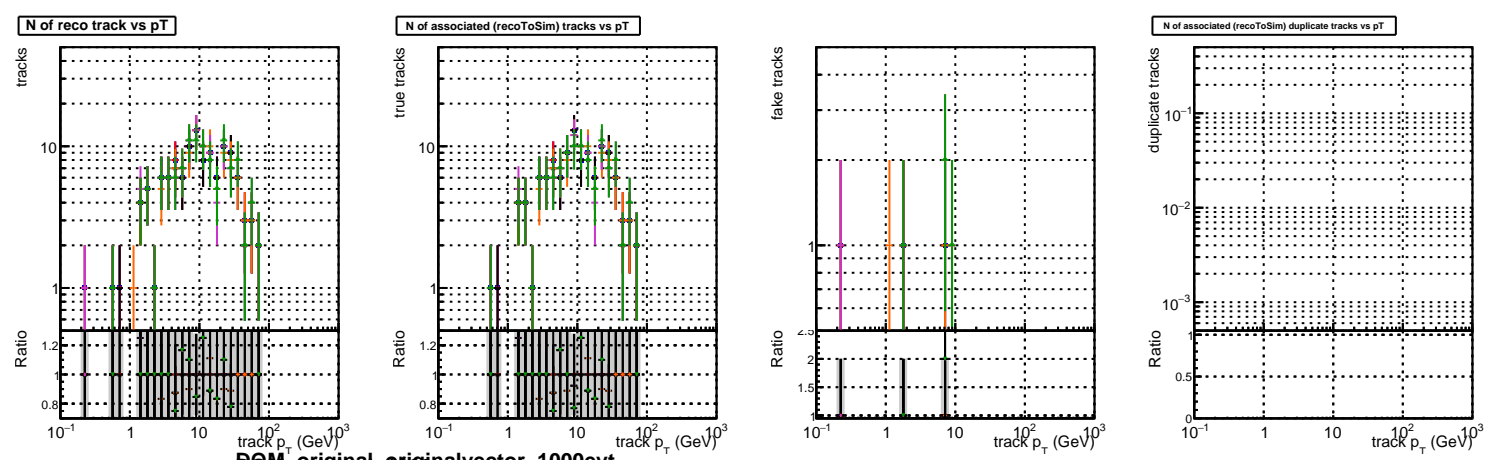 N of reco track vs pT
tracks
10
1
Ratio
1.2
1
0.8
10⁻¹ 1 10 10² 10³
track p_T (GeV)
N of associated (recoToSim) tracks vs pT
true tracks
10
1
Ratio
1.2
1
0.8
10⁻¹ 1 10 10² 10³
track p_T (GeV)
fake tracks
1
Ratio
2.5
2
1.5
1
10⁻¹ 1 10 10² 10³
track p_T (GeV)
N of associated (recoToSim) duplicate tracks vs pT
duplicate tracks
10⁻¹
10⁻²
10⁻³
Ratio
1
0.5
0
10⁻¹ 1 10 10² 10³
track p_T (GeV)
DQM_original_originalvector_1000evt